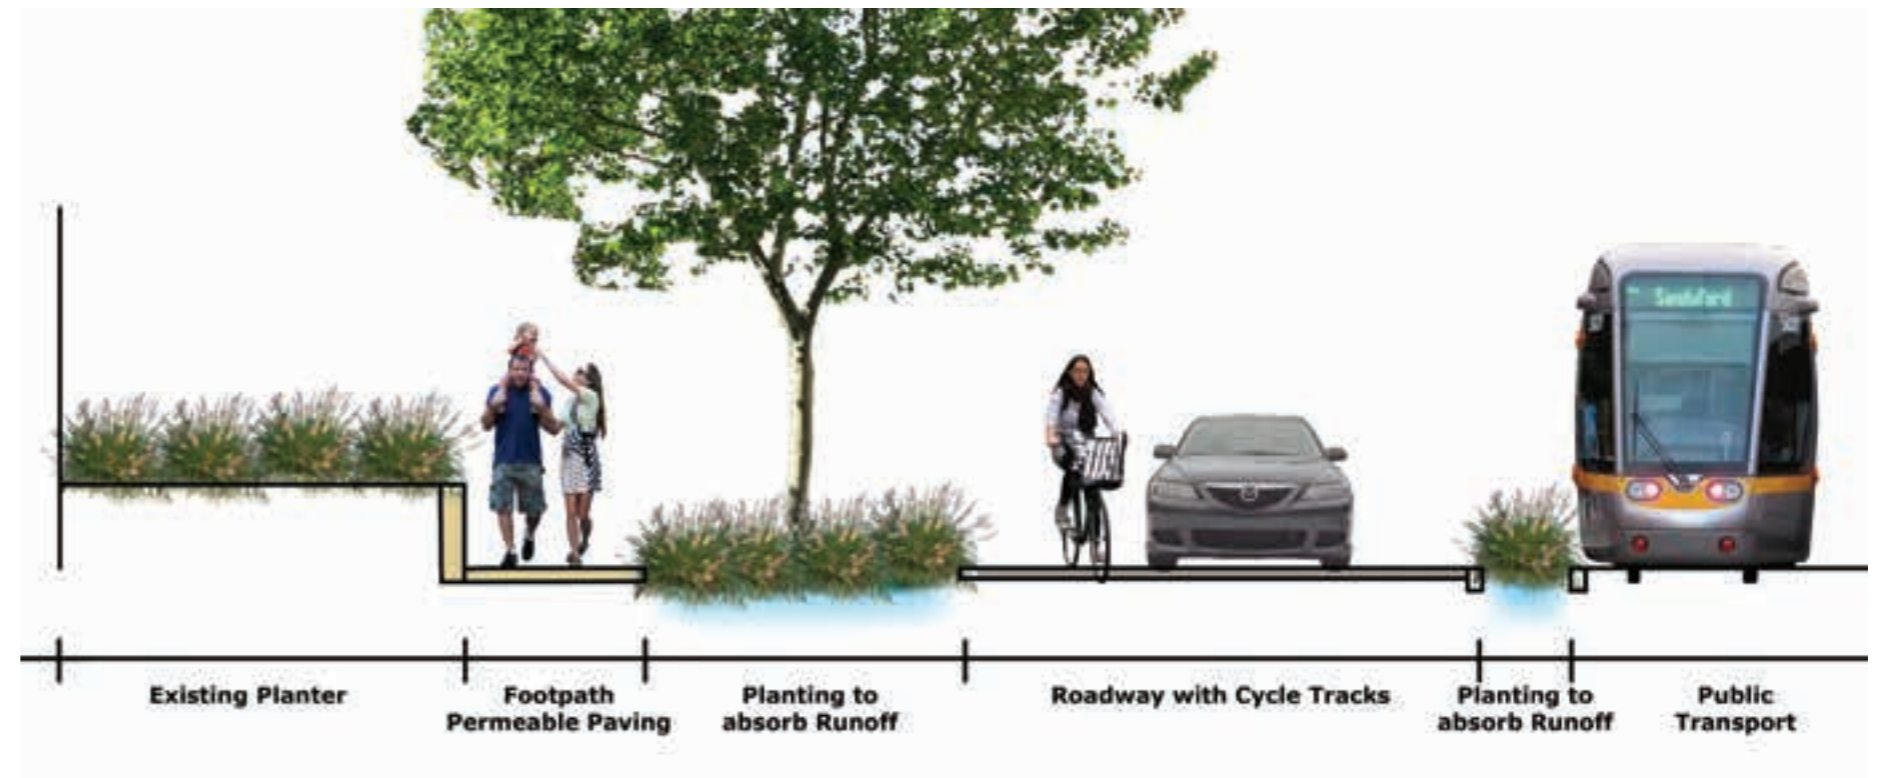 Sandyford
Existing Planter
Footpath
Permeable Paving
Planting to
absorb Runoff
Roadway with Cycle Tracks
Planting to
absorb Runoff
Public
Transport